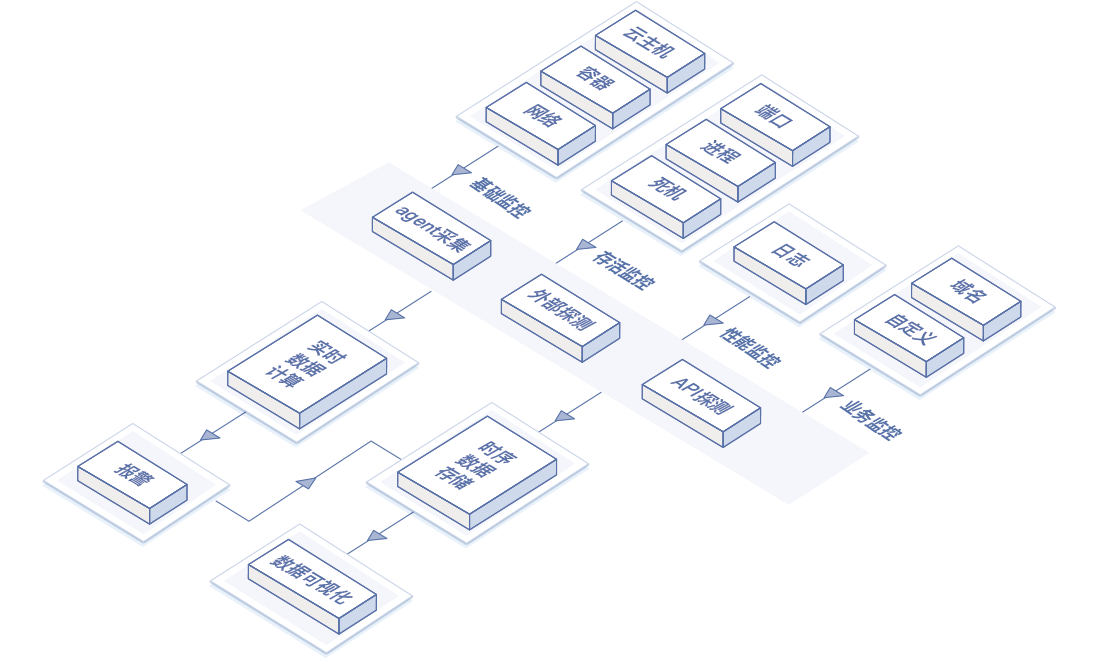 云主机
容器
网络
端口
进程
死机
基础监控
agent采集
存活监控
日志
域名
自定义
外部探测
性能监控
API探测
业务监控
实时
数据
计算
时序
数据
存储
报警
数据可视化